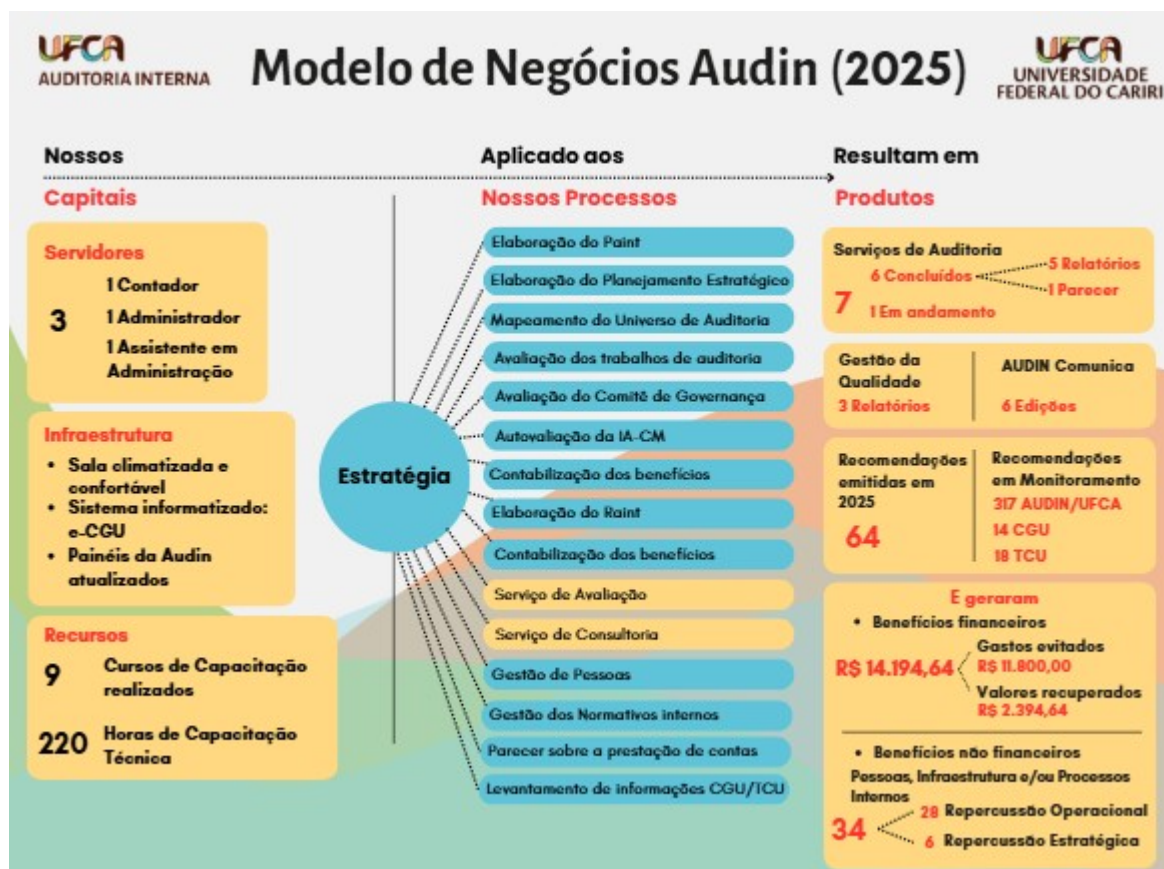 UFCA
AUDITORIA INTERNA
Modelo de Negócios Audin (2025)
UFCA
UNIVERSIDADE
FEDERAL DO CARIRI
Nossos
Aplicado aos
Resultam em
Capitais
Nossos Processos
Produtos
Servidores
3
1 Contador
1 Administrador
1 Assistente em
Administração
Infraestrutura
• Sala climatizada e
confortável
• Sistema informatizado:
e-CGU
• Painéis da Audin
atualizados
Recursos
9
Cursos de Capacitação
realizados
220
Horas de Capacitação
Técnica
Estratégia
Elaboração do Paint
Elaboração do Planejamento Estratégico
Mapeamento do Universo de Auditoria
Avaliação dos trabalhos de auditoria
Avaliação do Comitê de Governança
Autovaliação da IA-CM
Contabilização dos benefícios
Elaboração do Raint
Contabilização dos benefícios
Serviço de Avaliação
Serviço de Consultoria
Gestão de Pessoas
Gestão dos Normativos internos
Parecer sobre a prestação de contas
Levantamento de informações CGU/TCU
Serviços de Auditoria
7
6 Concluídos
5 Relatórios
1 Parecer
1 Em andamento
Gestão da
Qualidade
3 Relatórios
AUDIN Comunica
6 Edições
Recomendações
emitidas em
2025
64
Recomendações
em Monitoramento
317 AUDIN/UFCA
14 CGU
18 TCU
E geraram
• Benefícios financeiros
R$ 14.194,64
Gastos evitados
R$ 11.800,00
Valores recuperados
R$ 2.394,64
• Benefícios não financeiros
Pessoas, Infraestrutura e/ou Processos
Internos
34
28 Repercussão Operacional
6 Repercussão Estratégica